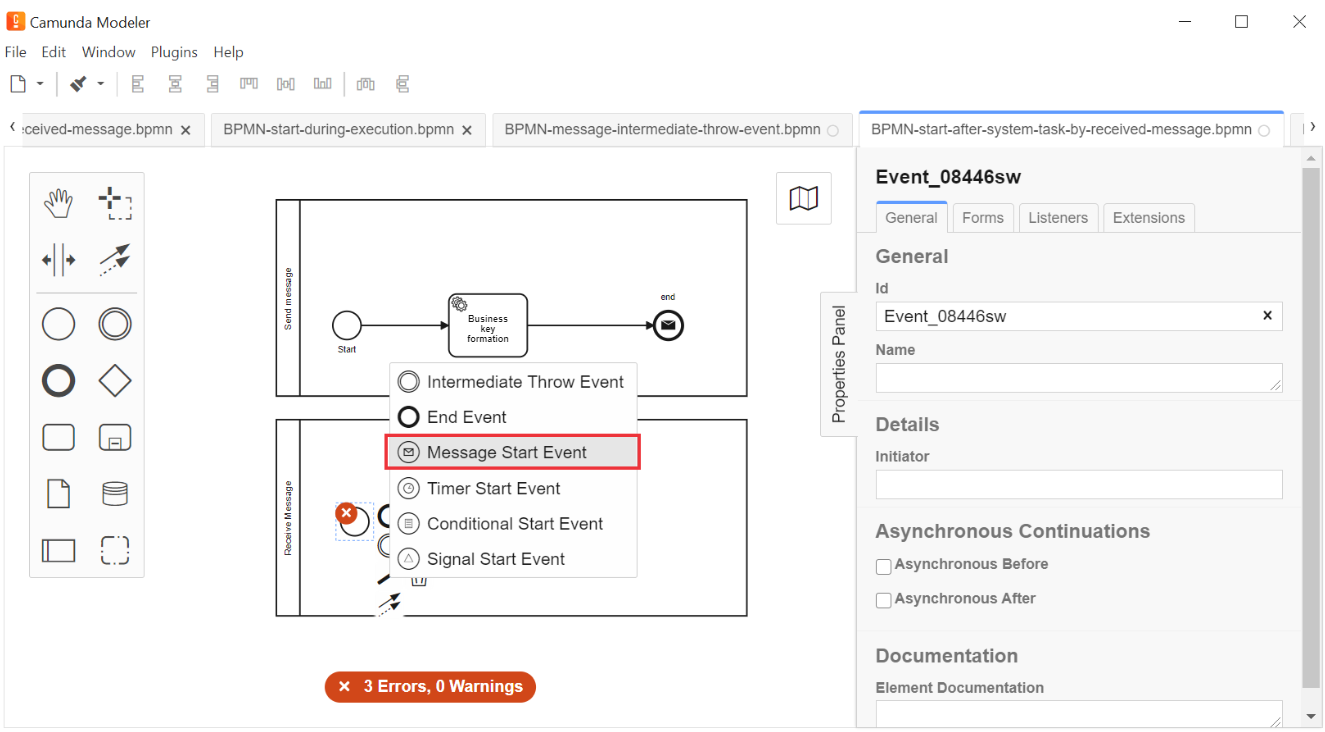 Camunda Modeler
File Edit Window Plugins Help
eceived-message.bpmn
BPMN-start-during-execution.bpmn
BPMN-message-intermediate-throw-event.bpmn
BPMN-start-after-system-task-by-received-message.bpmn
Send message
Start
Business
key
formation
end
Intermediate Throw Event
End Event
Message Start Event
Timer Start Event
Conditional Start Event
Signal Start Event
Receive Message
3 Errors, 0 Warnings
Properties Panel
Event_08446sw
General Forms Listeners Extensions
General
Id
Event_08446sw
Name
Details
Initiator
Asynchronous Continuations
Asynchronous Before
Asynchronous After
Documentation
Element Documentation